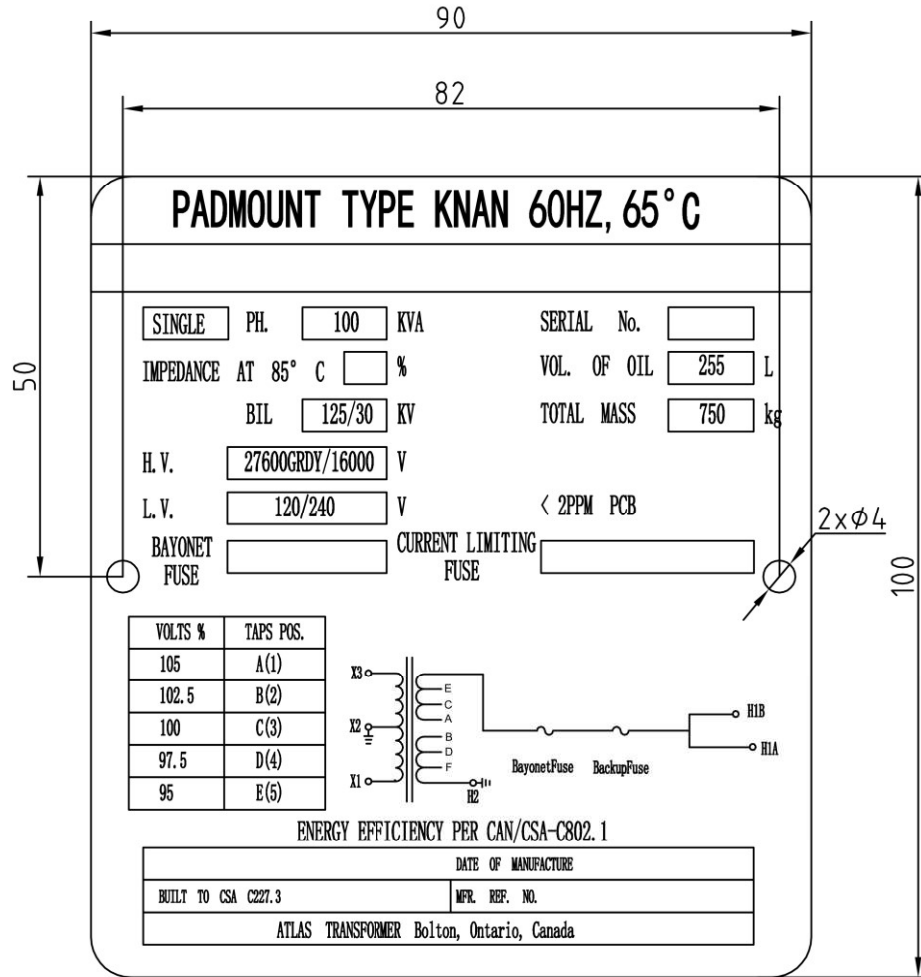 90
82
PADMOUNT TYPE KNAN 60HZ, 65°C
SINGLE PH. 100 KVA SERIAL No.
IMPEDANCE AT 85° C % VOL. OF OIL 255 L
BIL 125/30 KV TOTAL MASS 750 kg
50
H.V. 27600GRDY/16000 V
L.V. 120/240 V < 2PPM PCB
2xϕ4
BAYONET FUSE CURRENT LIMITING FUSE
100
VOLTS % TAPS POS.
105 A(1)
102.5 B(2)
100 C(3)
97.5 D(4)
95 E(5)
X3
E
C
A
X2
B
D
F
X1
H2
BayonetFuse BackupFuse
H1B
H1A
ENERGY EFFICIENCY PER CAN/CSA-C802.1
DATE OF MANUFACTURE
BUILT TO CSA C227.3 MFR. REF. NO.
ATLAS TRANSFORMER Bolton, Ontario, Canada